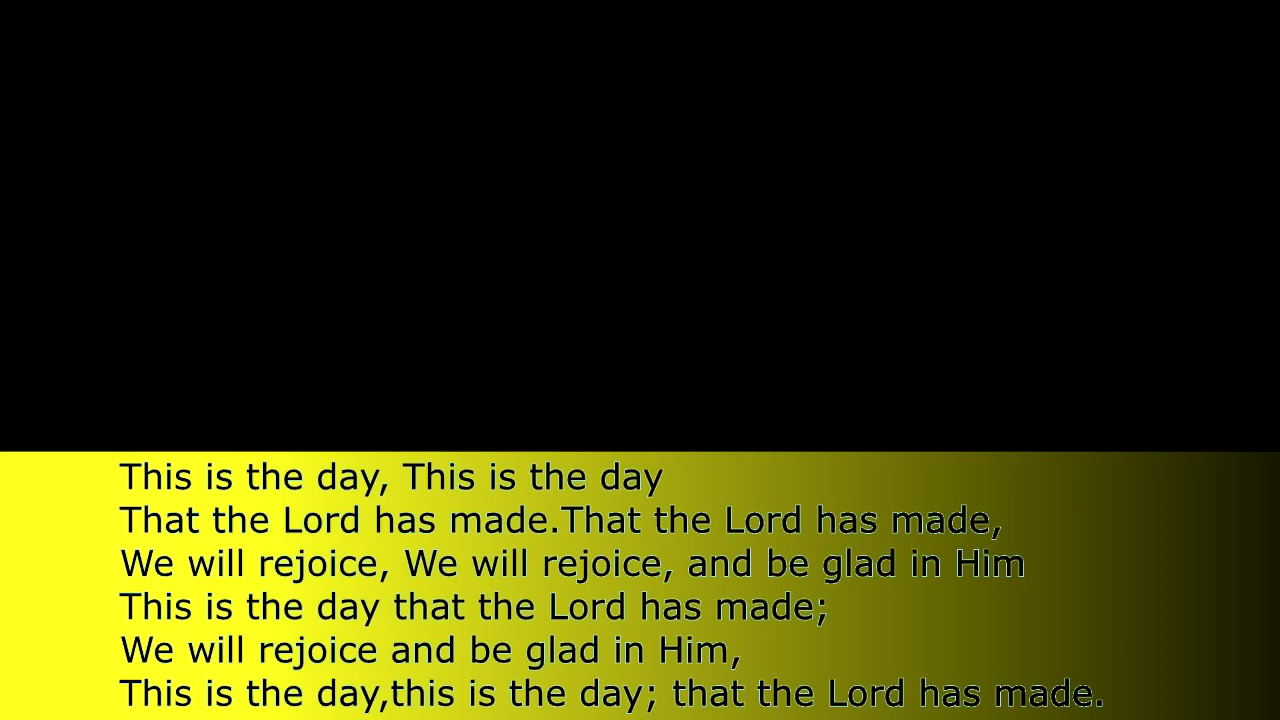 This is the day, This is the day
That the Lord has made.That the Lord has made,
We will rejoice, We will rejoice, and be glad in Him
This is the day that the Lord has made;
We will rejoice and be glad in Him,
This is the day,this is the day; that the Lord has made.